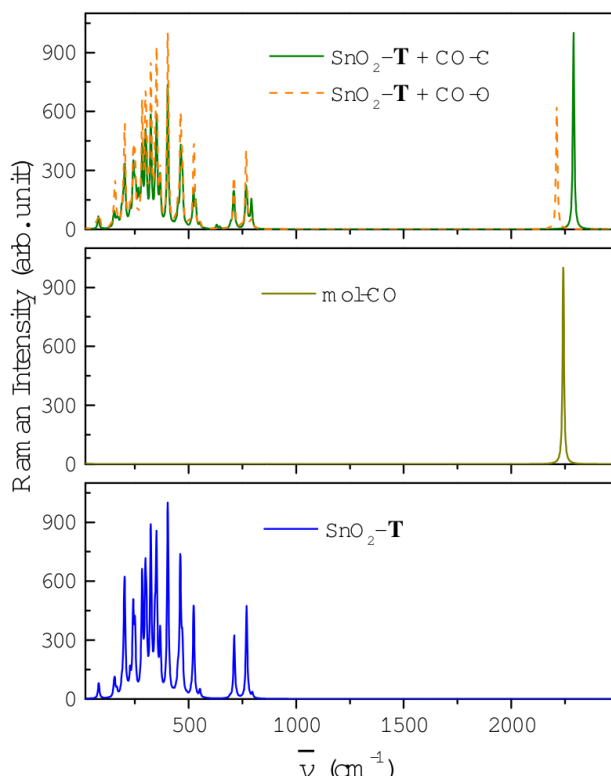 900
600
300
0
SnO₂−T + CO−C
SnO₂−T + CO−O
Raman Intensity (arb. unit)
900
600
300
0
mol-CO
900
600
300
0
SnO₂−T
500 1000 1500 2000
ν̅ (cm⁻¹)